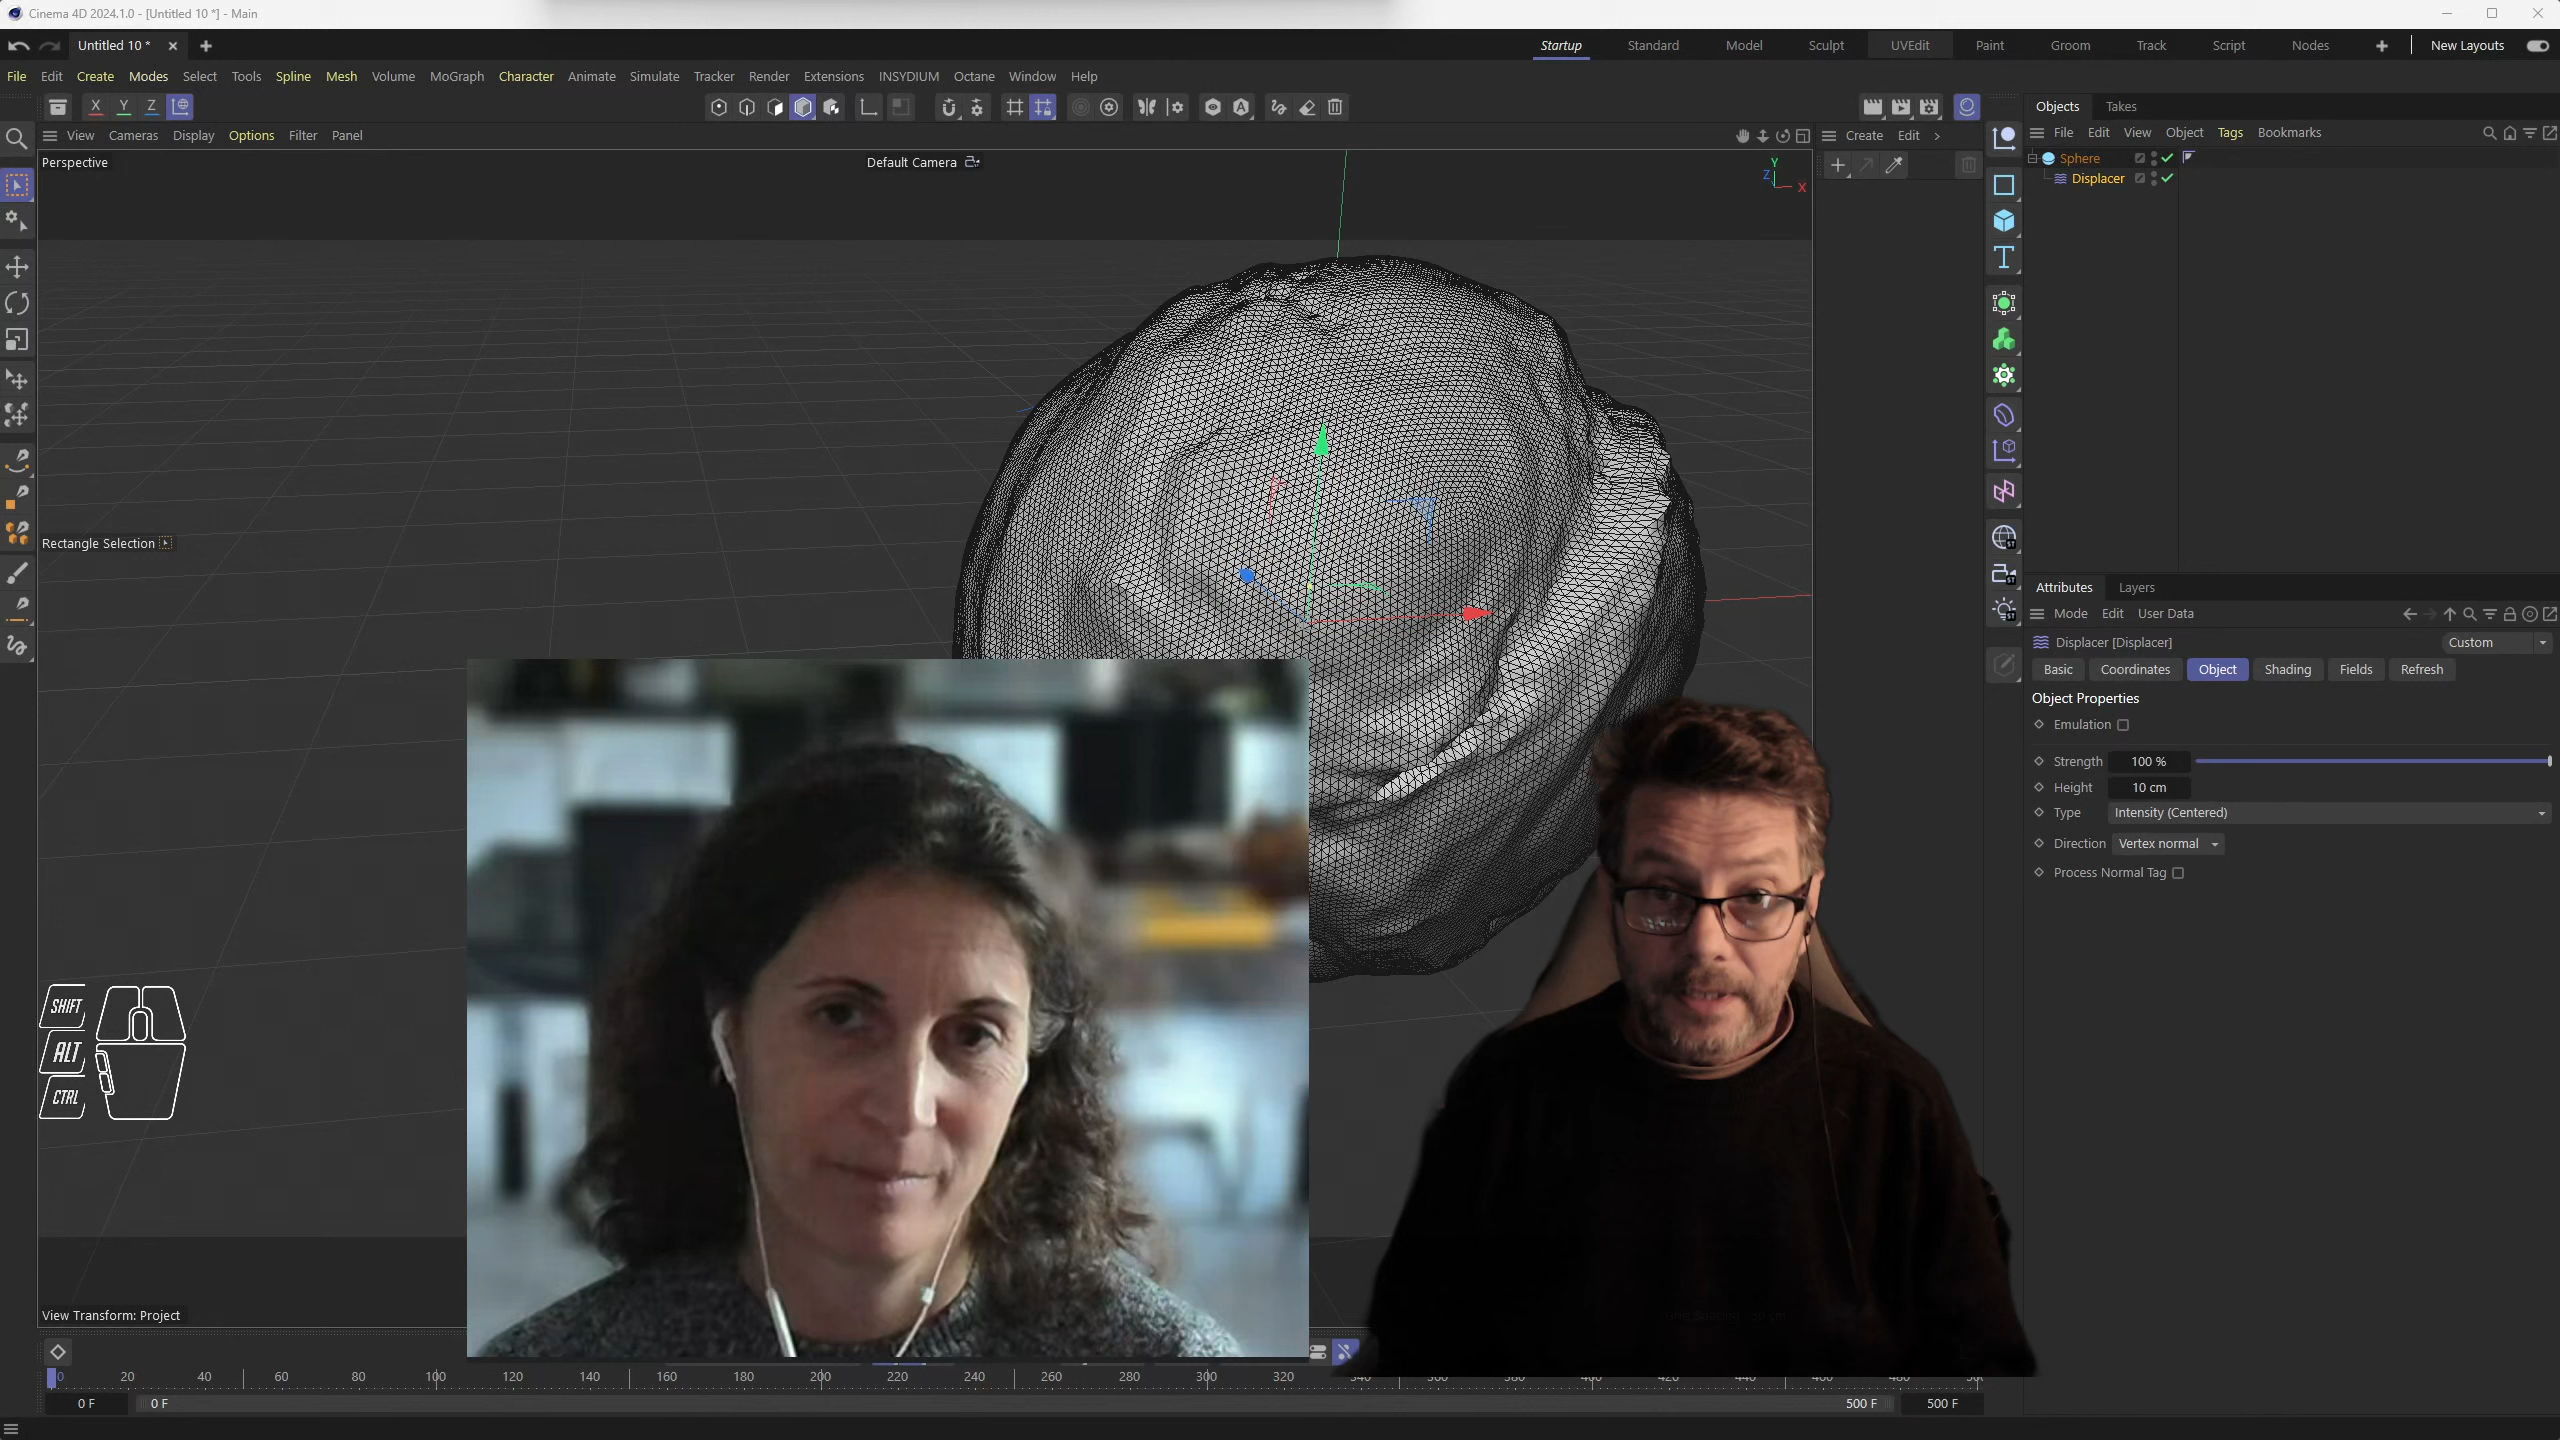 Cinema 4D 2024.1.0 - [Untitled 10 *] - Main
Untitled 10 *
Startup Standard Model Sculpt UVEdit Paint Groom Track Script Nodes New Layouts
File Edit Create Modes Select Tools Spline Mesh Volume MoGraph Character Animate Simulate Tracker Render Extensions INSYDIUM Octane Window Help
X Y Z
Objects Takes
View Cameras Display Options Filter Panel
Create Edit
File Edit View Object Tags Bookmarks
Perspective
Default Camera
Y
Z
X
Sphere
Displacer
Rectangle Selection
Attributes Layers
Mode Edit User Data
Displacer [Displacer]
Custom
Basic Coordinates Object Shading Fields Refresh
Object Properties
Emulation
Strength 100 %
Height 10 cm
Type Intensity (Centered)
Direction Vertex normal
Process Normal Tag
SHIFT
ALT
CTRL
View Transform: Project
0 20 40 60 80 100 120 140 160 180 200 220 240 260 280 300 320 340
0 F 0 F 500 F 500 F